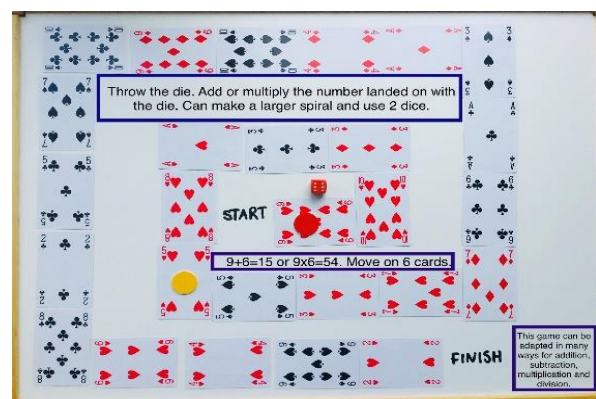 Throw the die. Add or multiply the number landed on with
the die. Can make a larger spiral and use 2 dice.
START
9+6=15 or 9x6=54. Move on 6 cards.
This game can be
adapted in many
ways for addition,
subtraction,
multiplication and
division.
FINISH